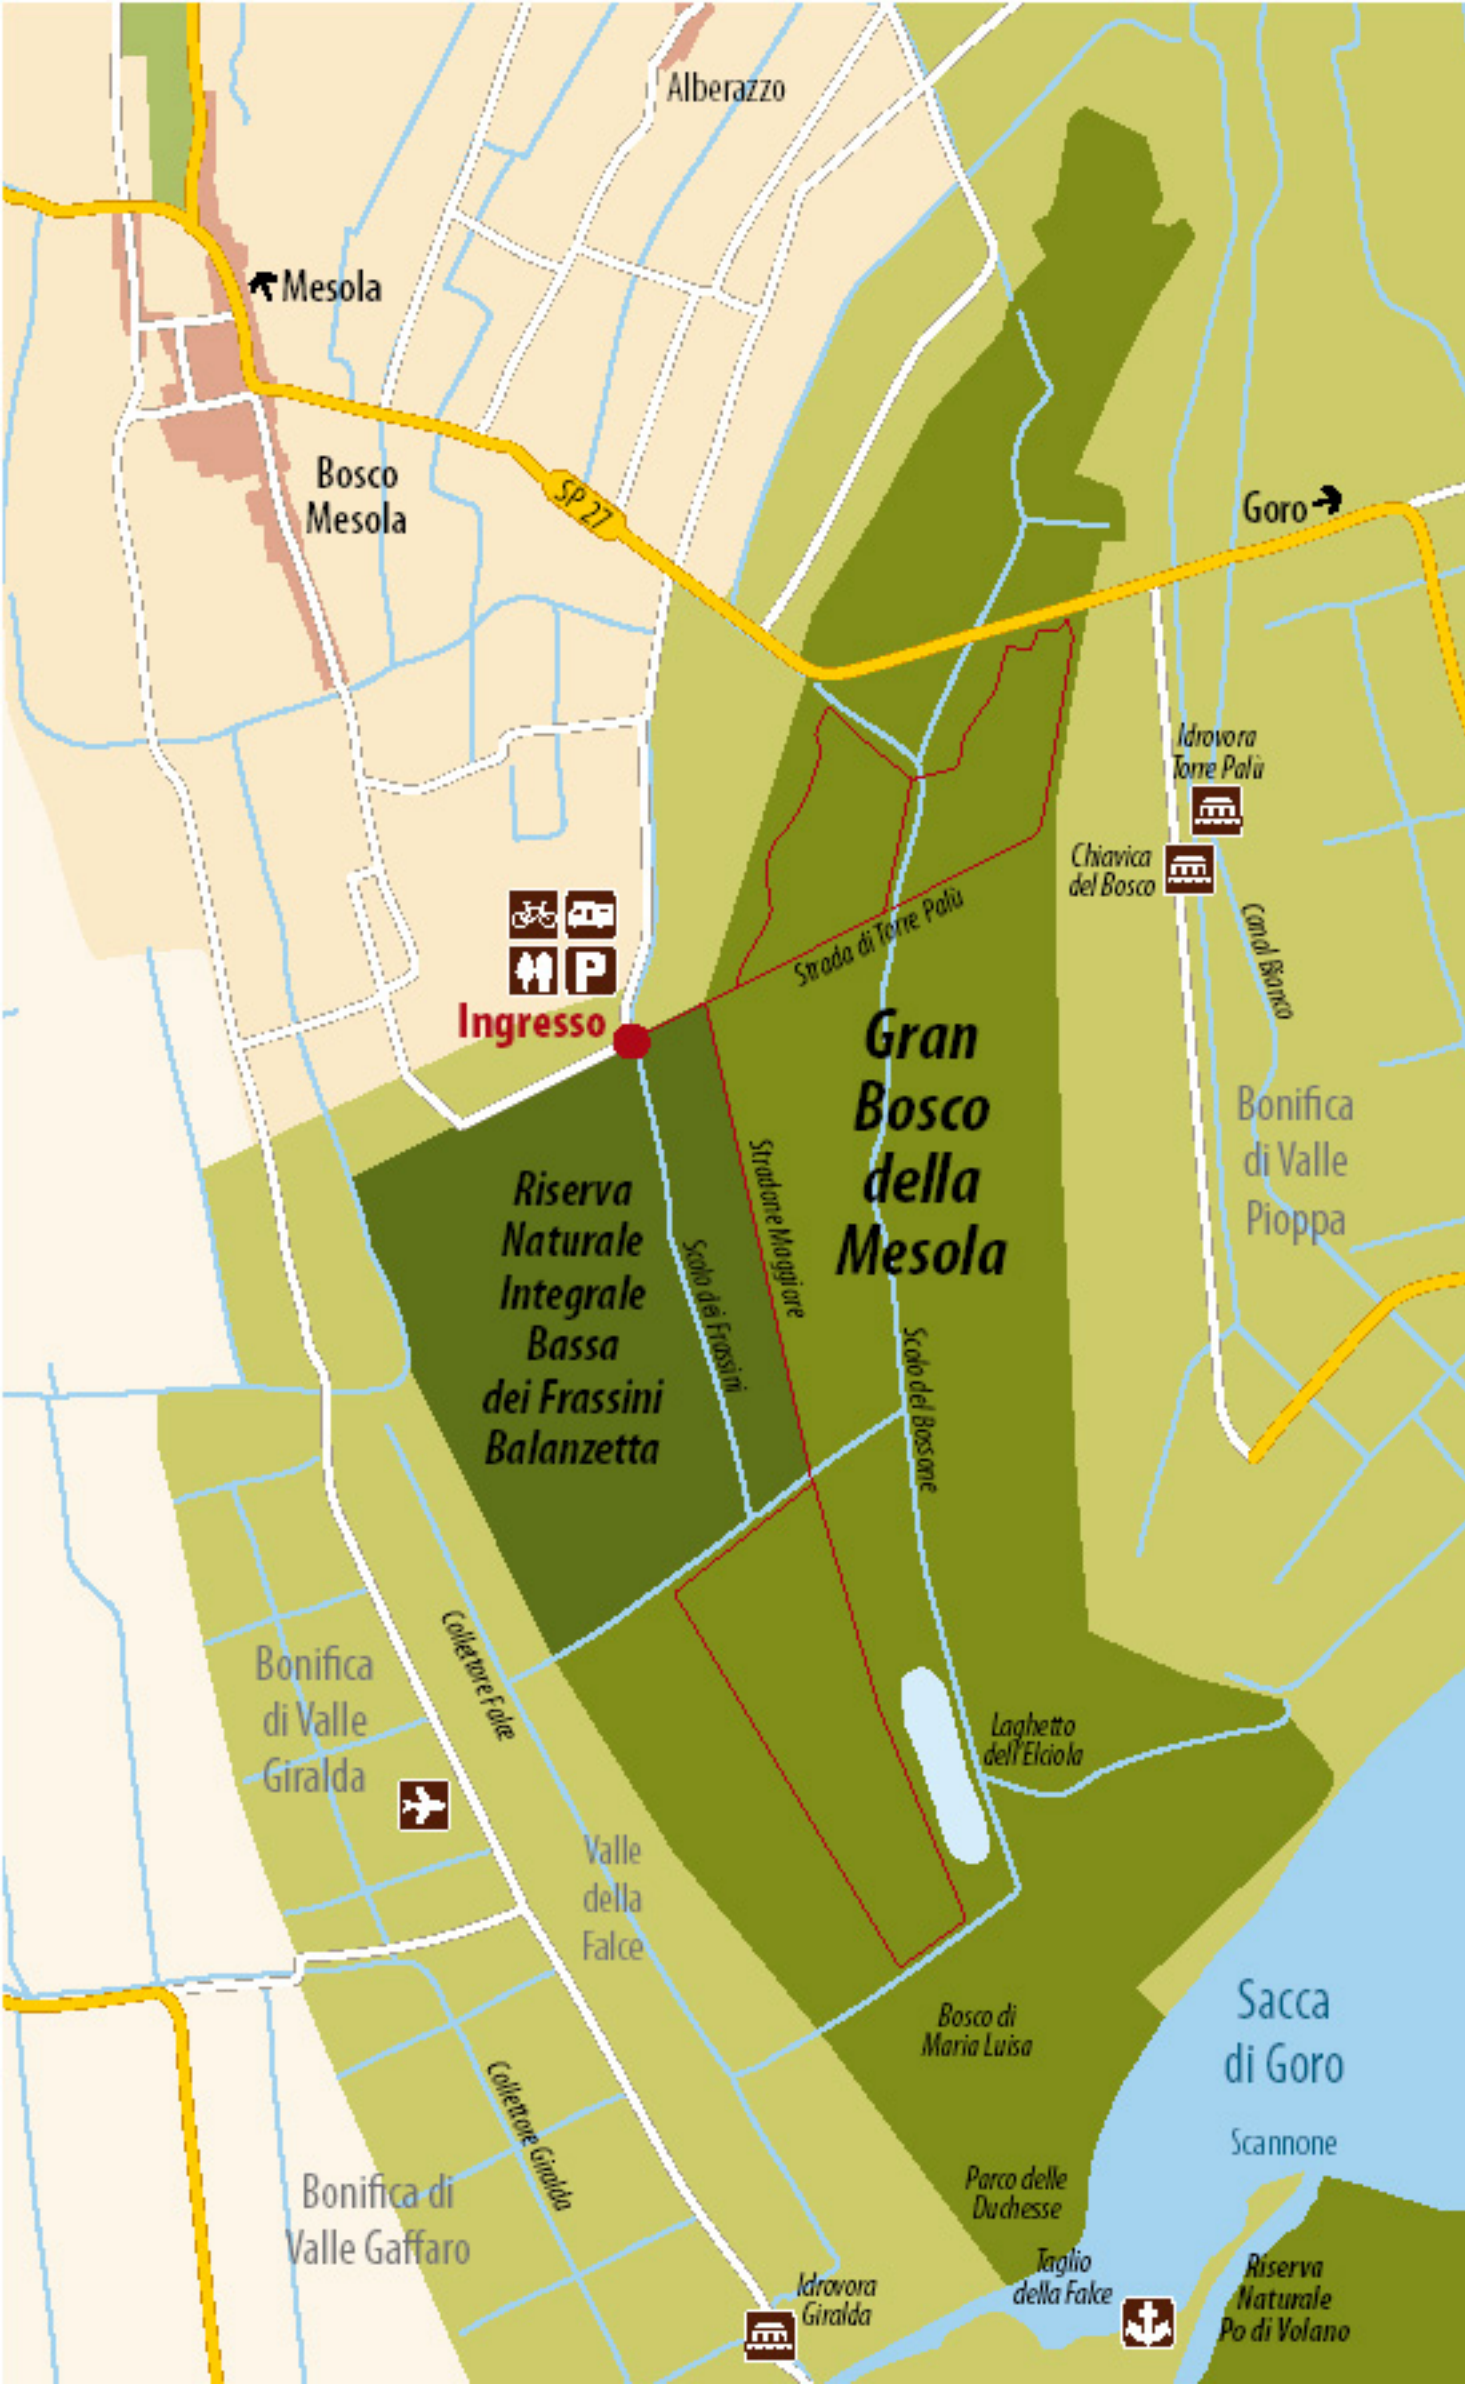 Alberazzo
Mesola
Bosco
Mesola
SP 27
Goro
Idrovora
Torre Palù
Chiavica
del Bosco
Canal Bianco
P
Ingresso
Strada di Torre Palù
Gran
Bosco
della
Mesola
Bonifica
di Valle
Pioppa
Stradone Maggiore
Riserva
Naturale
Integrale
Bassa
dei Frassini
Balanzetta
Scolo dei Frassini
Scolo del Bossone
Collettore Falce
Bonifica
di Valle
Giralda
Laghetto
dell'Elciola
Valle
della
Falce
Bosco di
Maria Luisa
Sacca
di Goro
Scannone
Collettore Giralda
Bonifica di
Valle Gaffaro
Parco delle
Duchesse
Taglio
della Falce
Idrovora
Giralda
Riserva
Naturale
Po di Volano